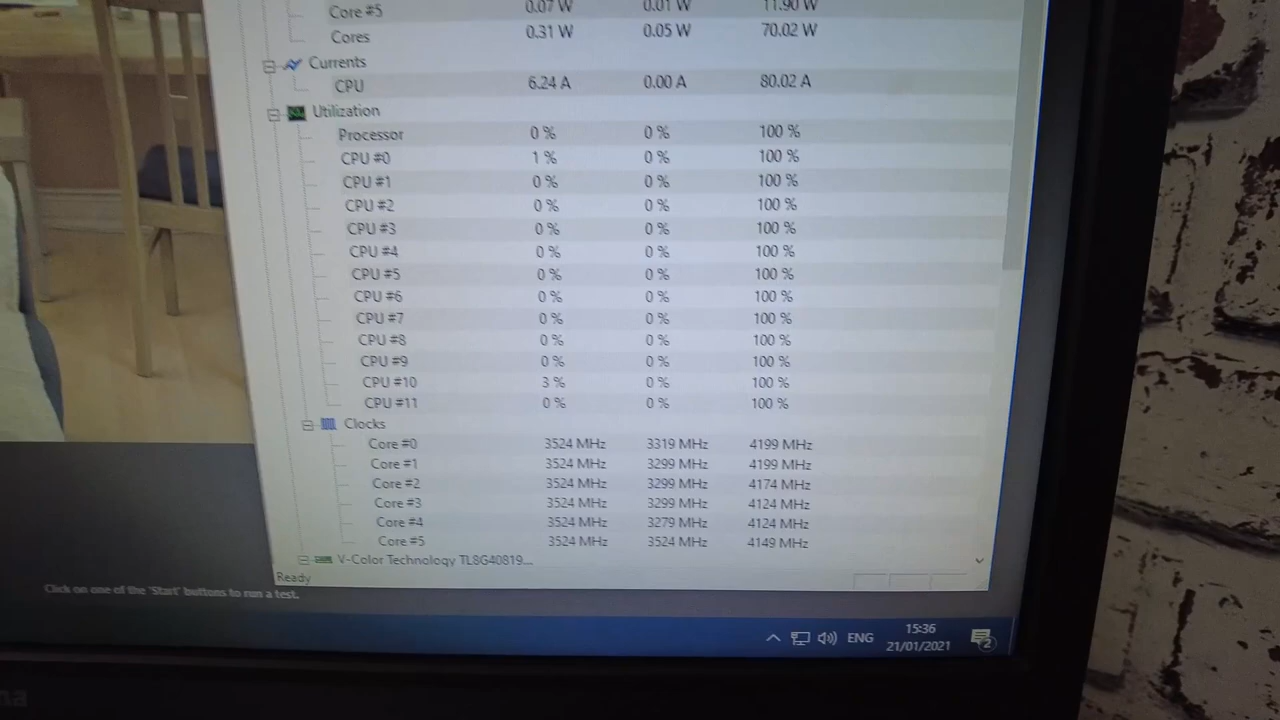 Core #5 0.07 W 0.01 W 11.90 W
Cores 0.31 W 0.05 W 70.02 W
Currents
CPU 6.24 A 0.00 A 80.02 A
Utilization
Processor 0 % 0 % 100 %
CPU #0 1 % 0 % 100 %
CPU #1 0 % 0 % 100 %
CPU #2 0 % 0 % 100 %
CPU #3 0 % 0 % 100 %
CPU #4 0 % 0 % 100 %
CPU #5 0 % 0 % 100 %
CPU #6 0 % 0 % 100 %
CPU #7 0 % 0 % 100 %
CPU #8 0 % 0 % 100 %
CPU #9 0 % 0 % 100 %
CPU #10 3 % 0 % 100 %
CPU #11 0 % 0 % 100 %
Clocks
Core #0 3524 MHz 3319 MHz 4199 MHz
Core #1 3524 MHz 3299 MHz 4199 MHz
Core #2 3524 MHz 3299 MHz 4174 MHz
Core #3 3524 MHz 3299 MHz 4124 MHz
Core #4 3524 MHz 3279 MHz 4124 MHz
Core #5 3524 MHz 3524 MHz 4149 MHz
V-Color Technology TL8G40819...
Ready
Click on one of the 'Start' buttons to run a test.
ENG
15:36
21/01/2021
2